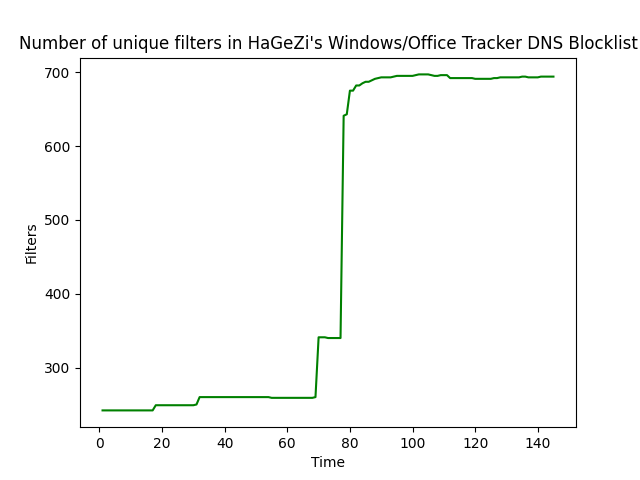 Number of unique filters in HaGeZi's Windows/Office Tracker DNS Blocklist
700
600
500
400
300
Filters
0 20 40 60 80 100 120 140
Time